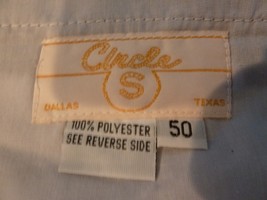 Circle
S
DALLAS TEXAS
100% POLYESTER
SEE REVERSE SIDE
50